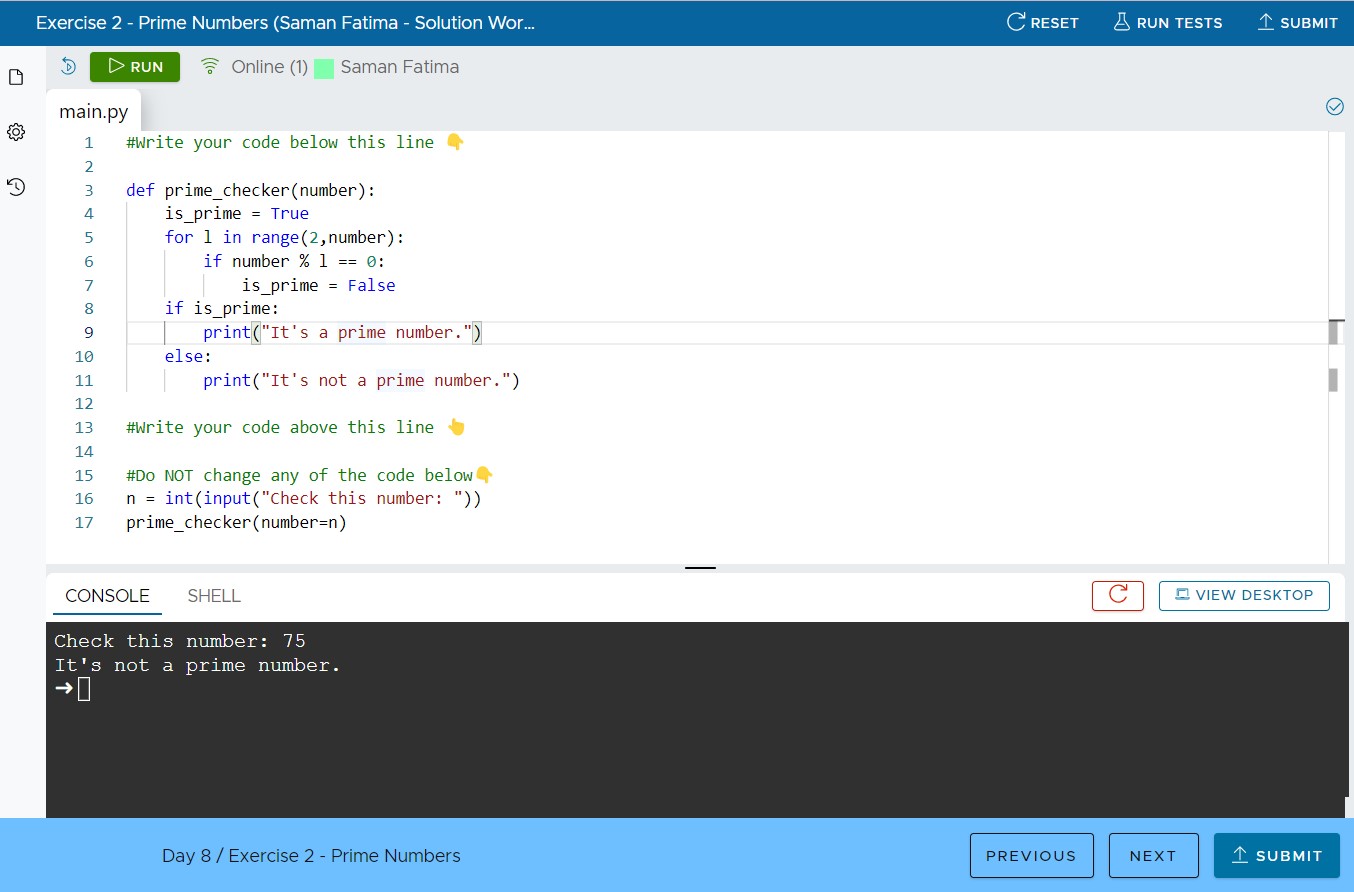 Exercise 2 - Prime Numbers (Saman Fatima - Solution Wor...
RESET
RUN TESTS
SUBMIT
RUN
Online (1)
Saman Fatima
main.py
1 #Write your code below this line 👇
2
3 def prime_checker(number):
4     is_prime = True
5     for l in range(2,number):
6         if number % l == 0:
7             is_prime = False
8     if is_prime:
9         print("It's a prime number.")
10     else:
11         print("It's not a prime number.")
12
13 #Write your code above this line 👆
14
15 #Do NOT change any of the code below👇
16 n = int(input("Check this number: "))
17 prime_checker(number=n)
CONSOLE
SHELL
VIEW DESKTOP
Check this number: 75
It's not a prime number.
➜
Day 8 / Exercise 2 - Prime Numbers
PREVIOUS
NEXT
SUBMIT